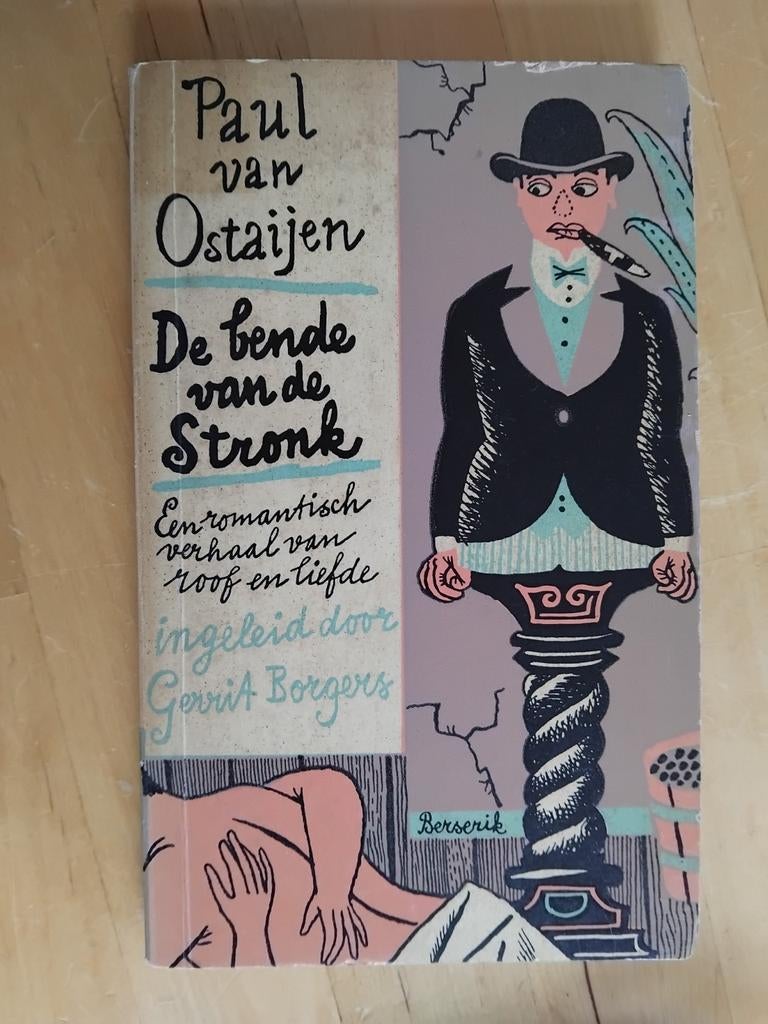 Paul
van
Ostaijen
De bende
van de
Stronk
Een romantisch
verhaal van
roof en liefde
ingeleid door
Gerrit Borgers
T
Berserik